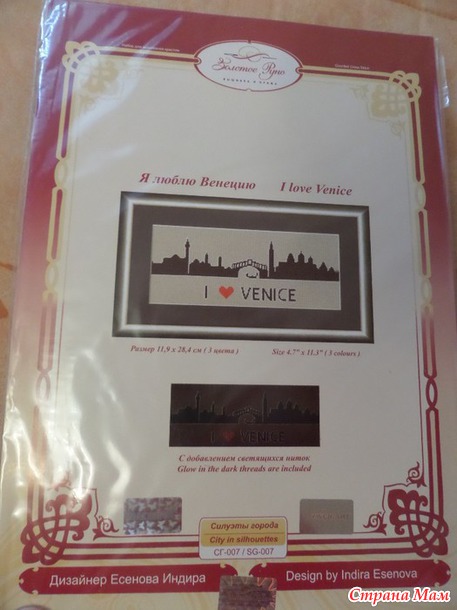 Золотое Руно
Я люблю Венецию I love Venice
I ❤ VENICE
Размер 11,9 х 28,4 см ( 3 цвета ) Size 4.7" x 11.3" ( 3 colours )
I ❤ VENICE
С добавлением светящихся ниток
Glow in the dark threads are included
Силуэты города
City in silhouettes
СГ-007 / SG-007
Дизайнер Есенова Индира Design by Indira Esenova
Страна Мам